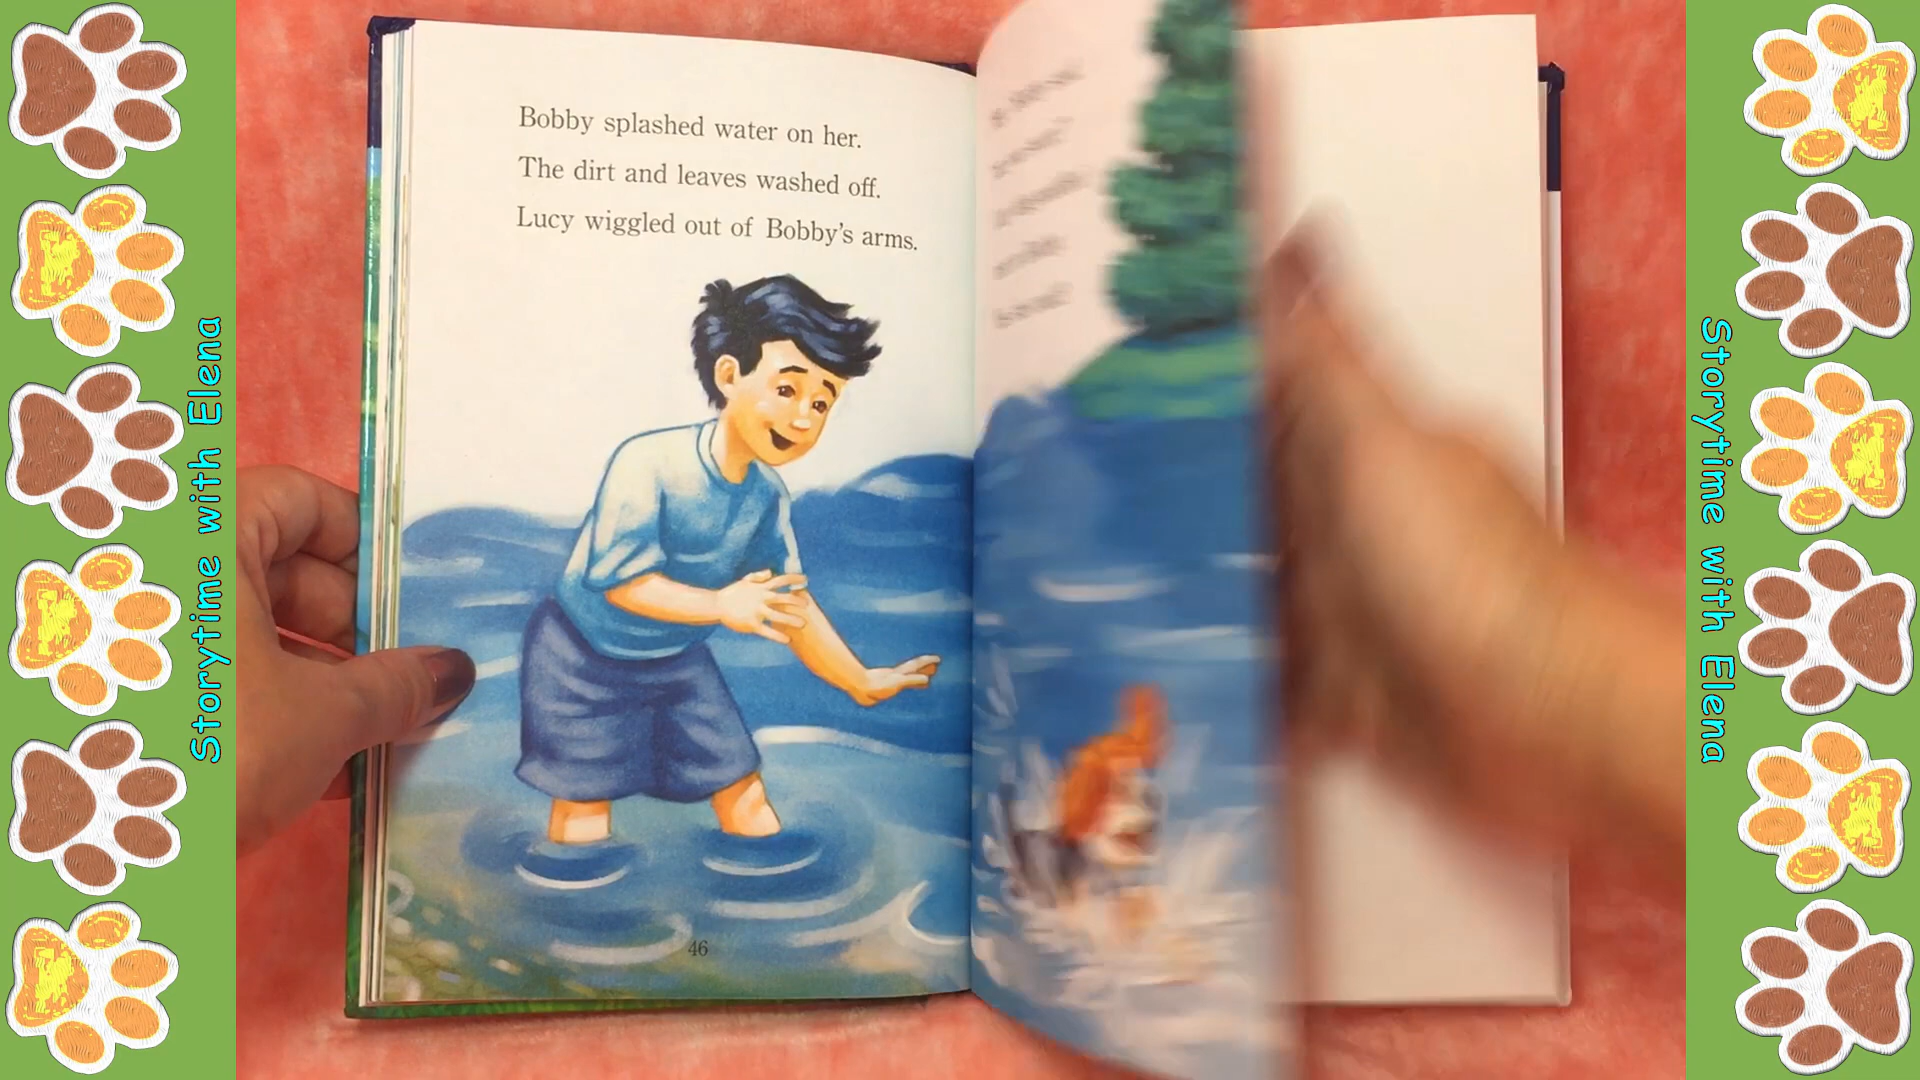 Storytime with Elena
Bobby splashed water on her.
The dirt and leaves washed off.
Lucy wiggled out of Bobby's arms.
46
Storytime with Elena